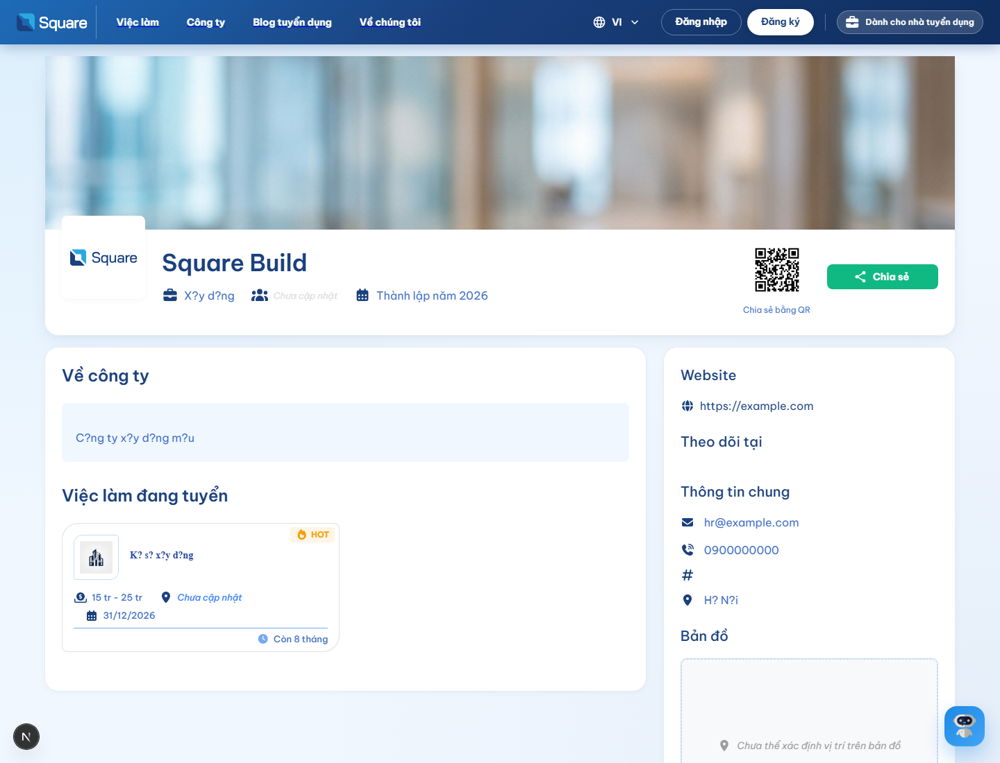 Square
Việc làm
Công ty
Blog tuyển dụng
Về chúng tôi
VI
Đăng nhập
Đăng ký
Dành cho nhà tuyển dụng
Square
Square Build
X?y d?ng
Chưa cập nhật
Thành lập năm 2026
Chia sẻ bằng QR
Chia sẻ
Về công ty
C?ng ty x?y d?ng m?u
Việc làm đang tuyển
HOT
K? s? x?y d?ng
15 tr - 25 tr
Chưa cập nhật
31/12/2026
Còn 8 tháng
Website
https://example.com
Theo dõi tại
Thông tin chung
hr@example.com
0900000000
#
H? N?i
Bản đồ
Chưa thể xác định vị trí trên bản đồ
N